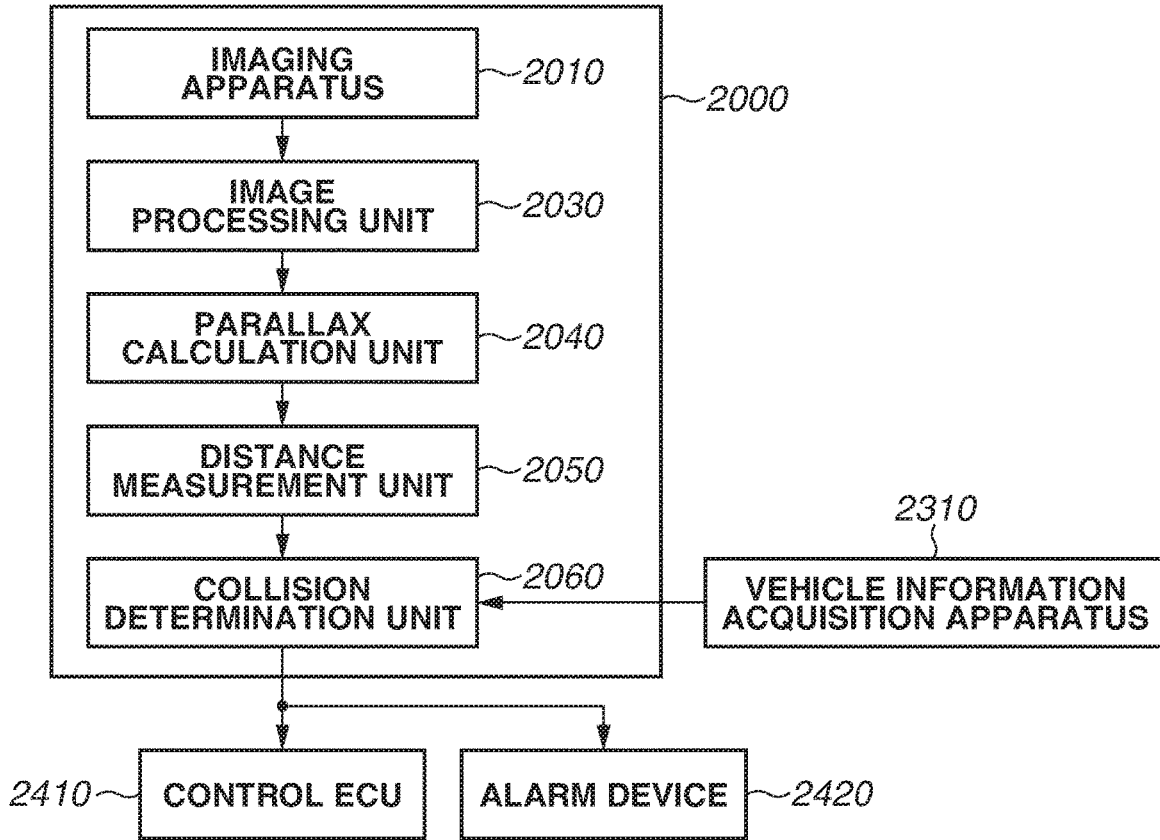 IMAGING
APPARATUS
2010
2000
IMAGE
PROCESSING UNIT
2030
PARALLAX
CALCULATION UNIT
2040
DISTANCE
MEASUREMENT UNIT
2050
COLLISION
DETERMINATION UNIT
2060
2310
VEHICLE INFORMATION
ACQUISITION APPARATUS
2410
CONTROL ECU
ALARM DEVICE
2420